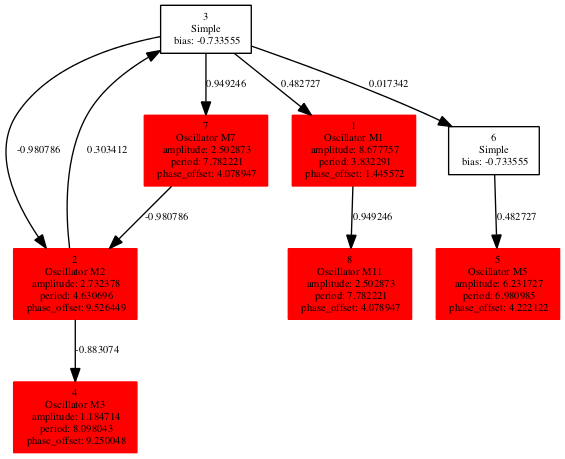 3
Simple
bias: -0.733555
-0.980786
0.303412
0.949246
0.482727
0.017342
7
Oscillator M7
amplitude: 2.502873
period: 7.782221
phase_offset: 4.078947
1
Oscillator M1
amplitude: 8.677757
period: 3.832291
phase_offset: 1.445572
6
Simple
bias: -0.733555
-0.980786
0.949246
0.482727
2
Oscillator M2
amplitude: 2.732378
period: 4.630696
phase_offset: 9.526449
8
Oscillator M11
amplitude: 2.502873
period: 7.782221
phase_offset: 4.078947
5
Oscillator M5
amplitude: 6.231727
period: 6.980985
phase_offset: 4.222122
-0.883074
4
Oscillator M3
amplitude: 1.184714
period: 8.098043
phase_offset: 9.250048